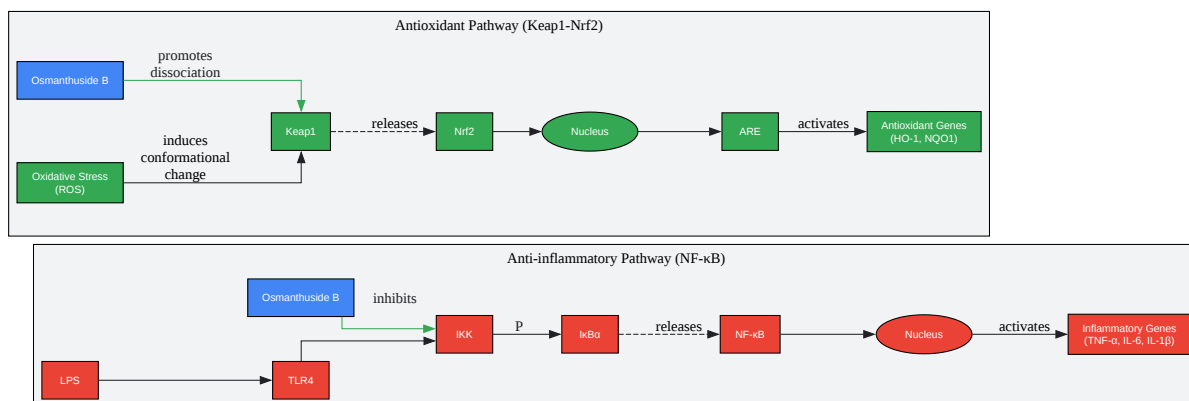 Antioxidant Pathway (Keap1-Nrf2)
promotes
dissociation
Osmanthuside B
Keap1
releases
Nrf2
Nucleus
ARE
activates
Antioxidant Genes
(HO-1, NQO1)
induces
conformational
change
Oxidative Stress
(ROS)
Anti-inflammatory Pathway (NF-κB)
Osmanthuside B
inhibits
IKK
P
IκBα
releases
NF-κB
Nucleus
activates
Inflammatory Genes
(TNF-α, IL-6, IL-1β)
LPS
TLR4